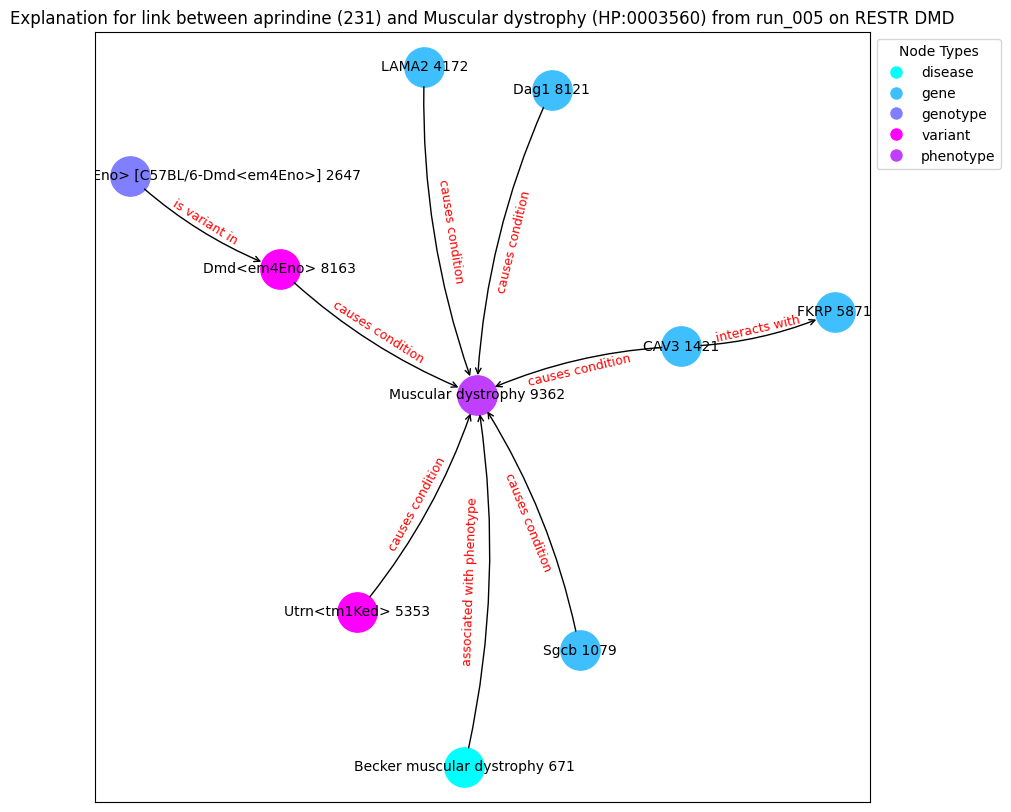 Explanation for link between aprindine (231) and Muscular dystrophy (HP:0003560) from run_005 on RESTR DMD
Node Types
disease
gene
genotype
variant
phenotype
LAMA2 4172
Dag1 8121
Eno> [C57BL/6-Dmd<em4Eno>] 2647
is variant in
causes condition
causes condition
Dmd<em4Eno> 8163
causes condition
FKRP 5871
interacts with
CAV3 1421
causes condition
Muscular dystrophy 9362
causes condition
associated with phenotype
causes condition
Utrn<tm1Ked> 5353
Sgcb 1079
Becker muscular dystrophy 671